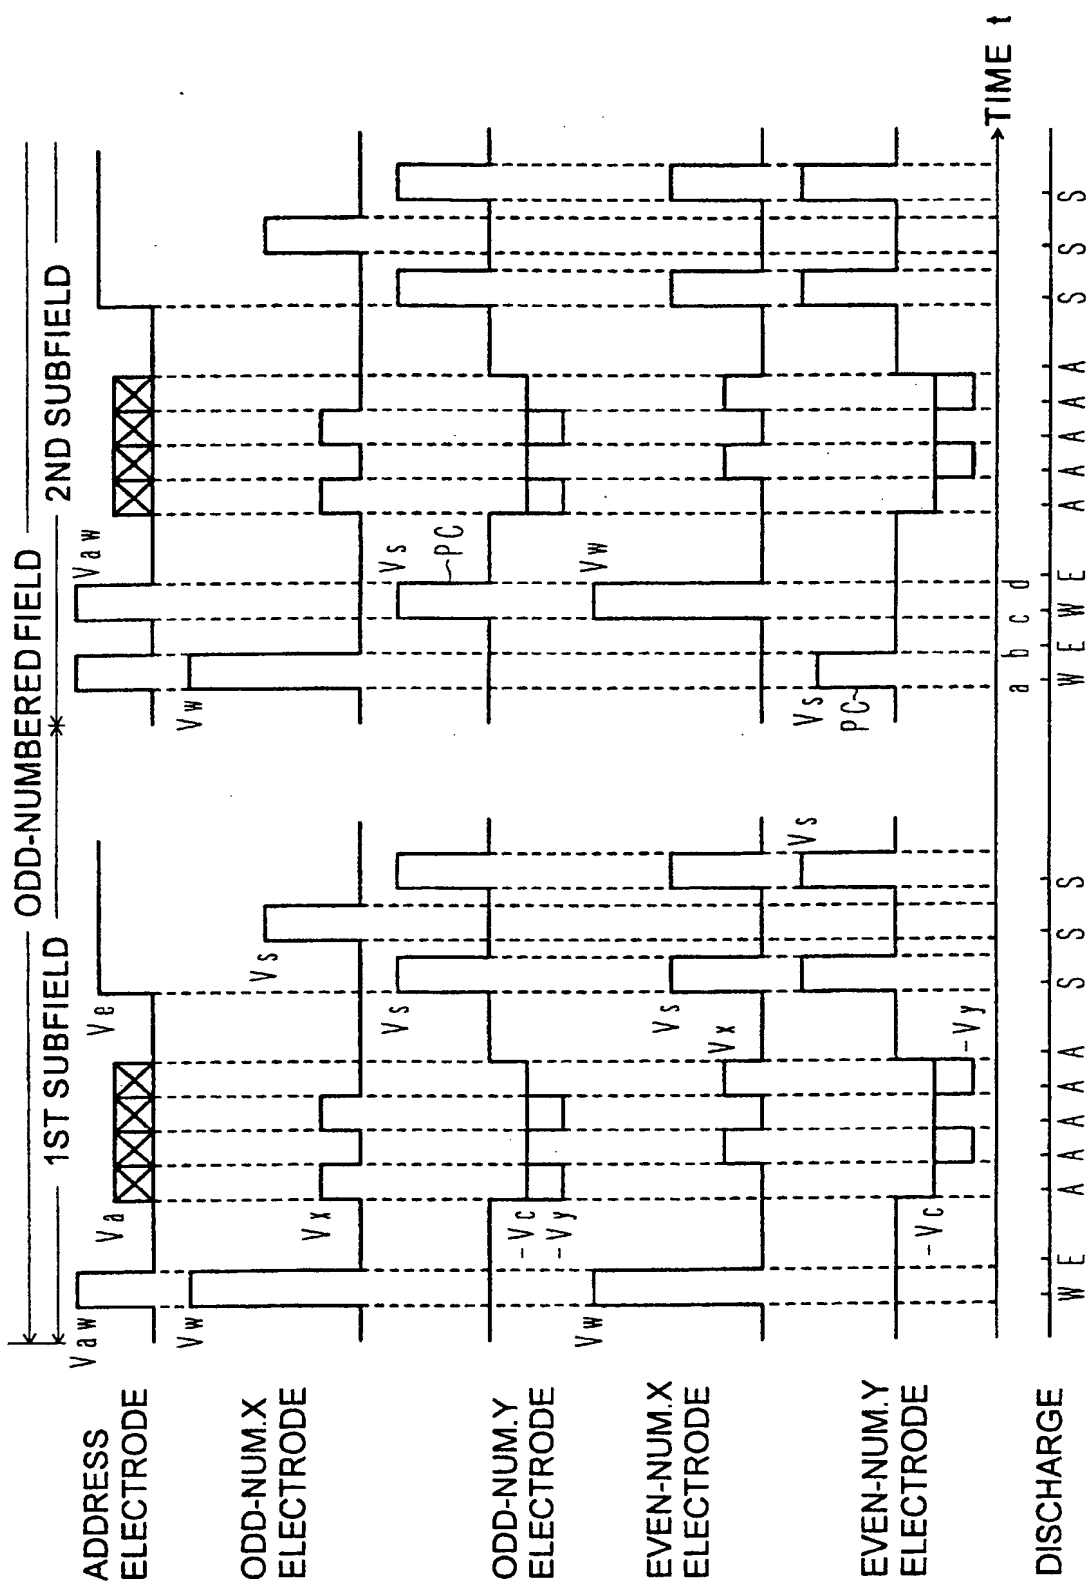 ODD-NUMBERED FIELD
1ST SUBFIELD
2ND SUBFIELD
ADDRESS
ELECTRODE
Vaw
Va
Ve
Vaw
ODD-NUM.X
ELECTRODE
Vw
Vx
Vs
Vw
ODD-NUM.Y
ELECTRODE
-Vc
-Vy
Vs
Vs
PC
EVEN-NUM.X
ELECTRODE
Vw
Vx
Vs
Vw
EVEN-NUM.Y
ELECTRODE
-Vc
-Vy
Vs
Vs
PC
a b c d
TIME t
DISCHARGE
W E A A A A A S S S W E W E A A A A A S S S